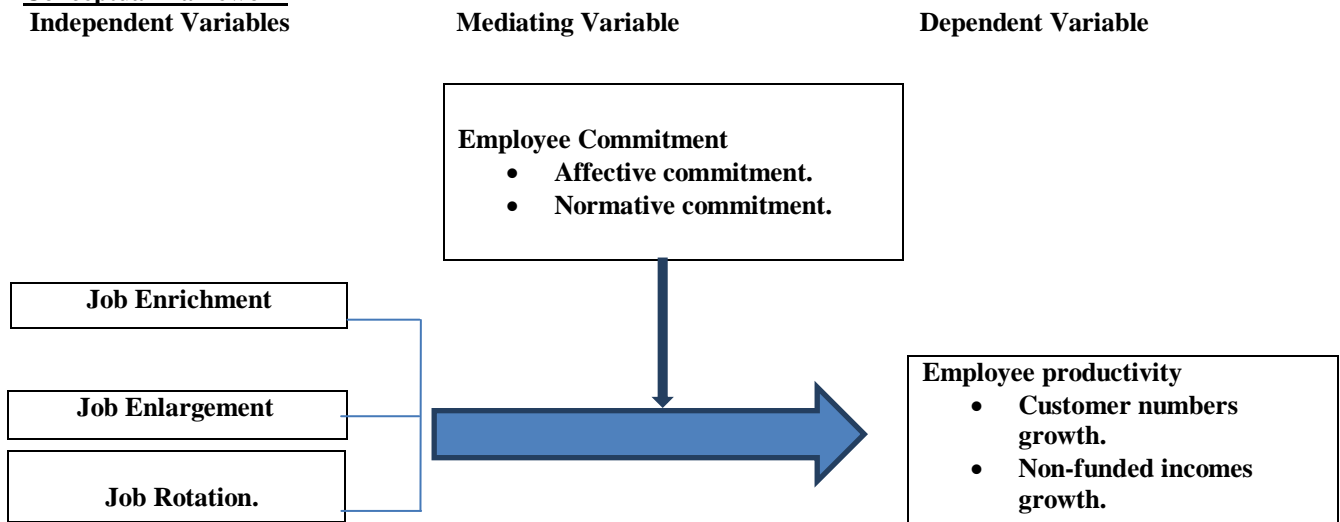 Independent Variables Mediating Variable Dependent Variable
Employee Commitment
• Affective commitment.
• Normative commitment.
Job Enrichment
Job Enlargement
Job Rotation.
Employee productivity
• Customer numbers
growth.
• Non-funded incomes
growth.